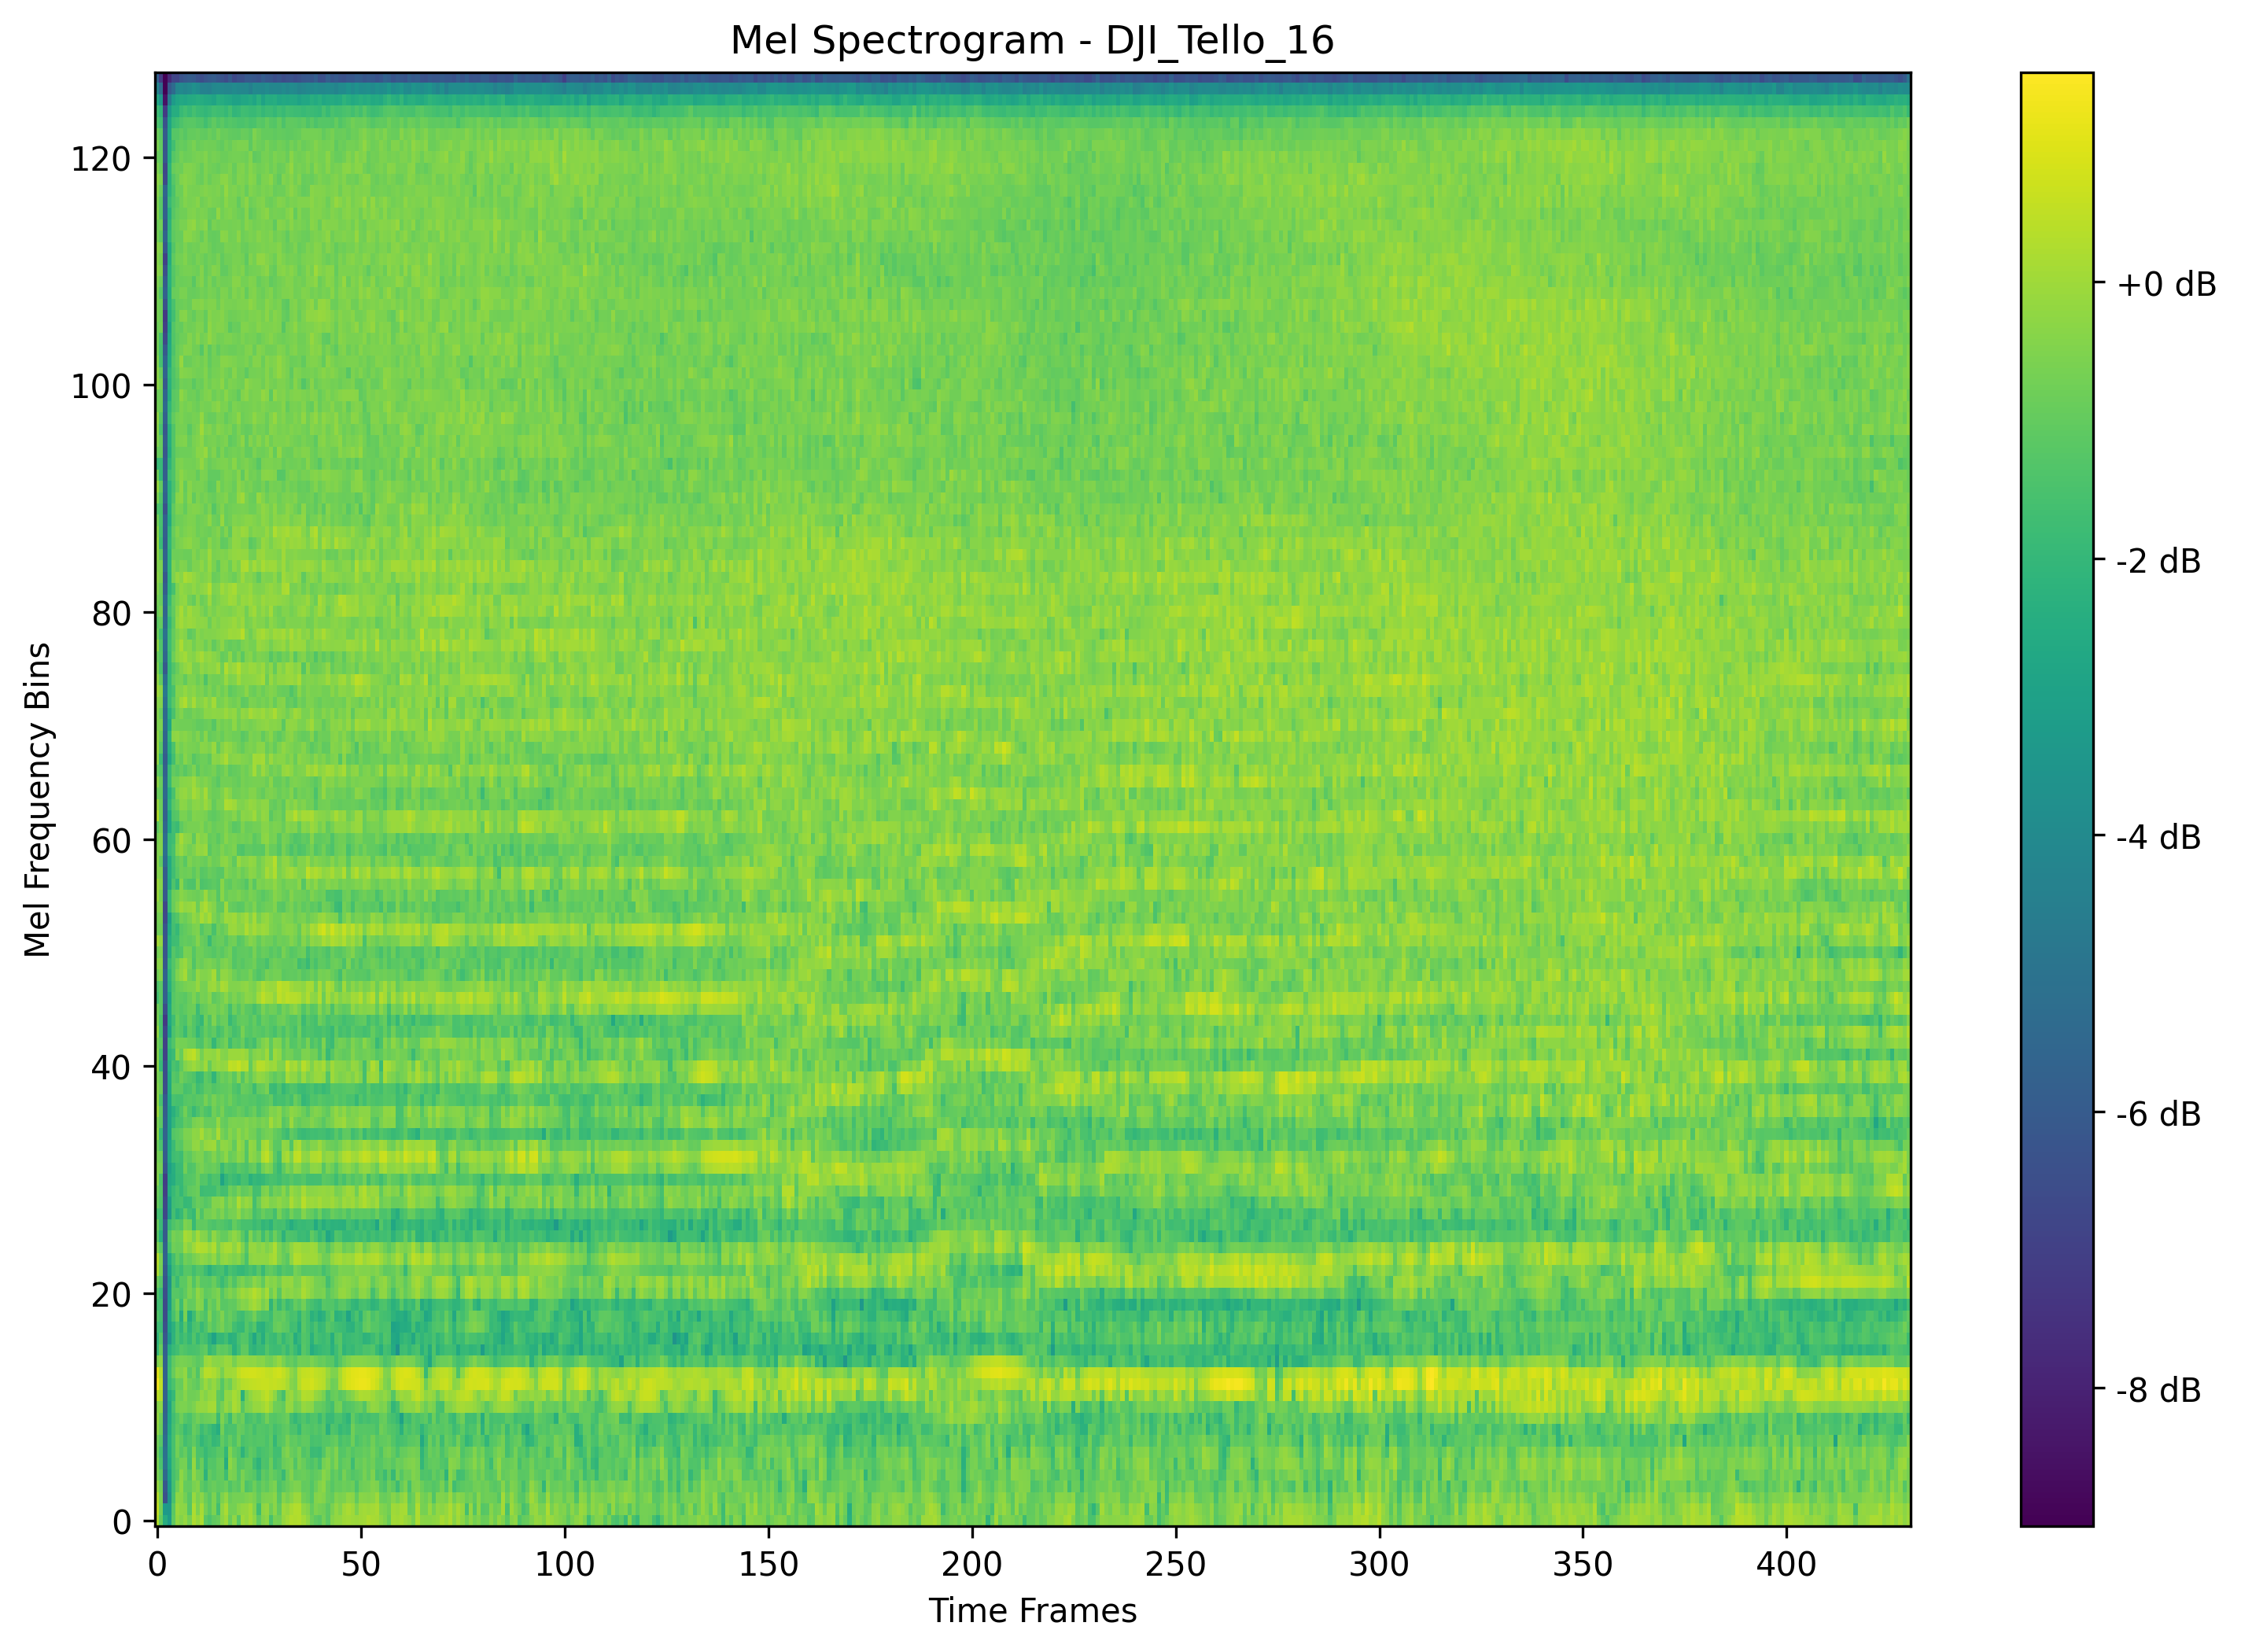 Mel Spectrogram - DJI_Tello_16
Mel Frequency Bins
120
100
80
60
40
20
0
0 50 100 150 200 250 300 350 400
Time Frames
+0 dB
-2 dB
-4 dB
-6 dB
-8 dB